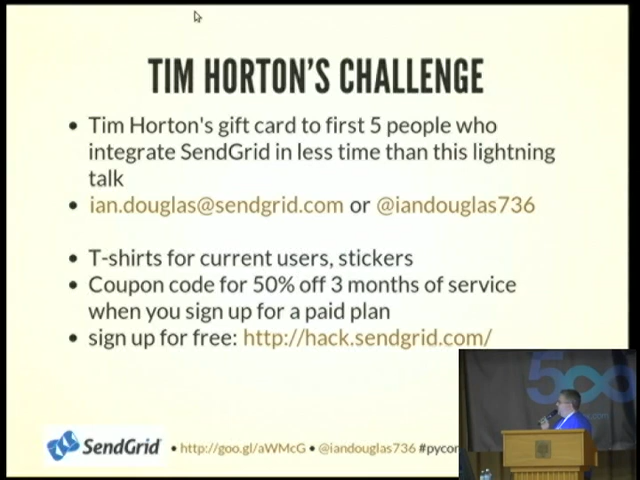 TIM HORTON'S CHALLENGE
• Tim Horton's gift card to first 5 people who
integrate SendGrid in less time than this lightning
talk
• ian.douglas@sendgrid.com or @iandouglas736
• T-shirts for current users, stickers
• Coupon code for 50% off 3 months of service
when you sign up for a paid plan
• sign up for free: http://hack.sendgrid.com/
500
SendGrid • http://goo.gl/aWMcG • @iandouglas736 #pycon